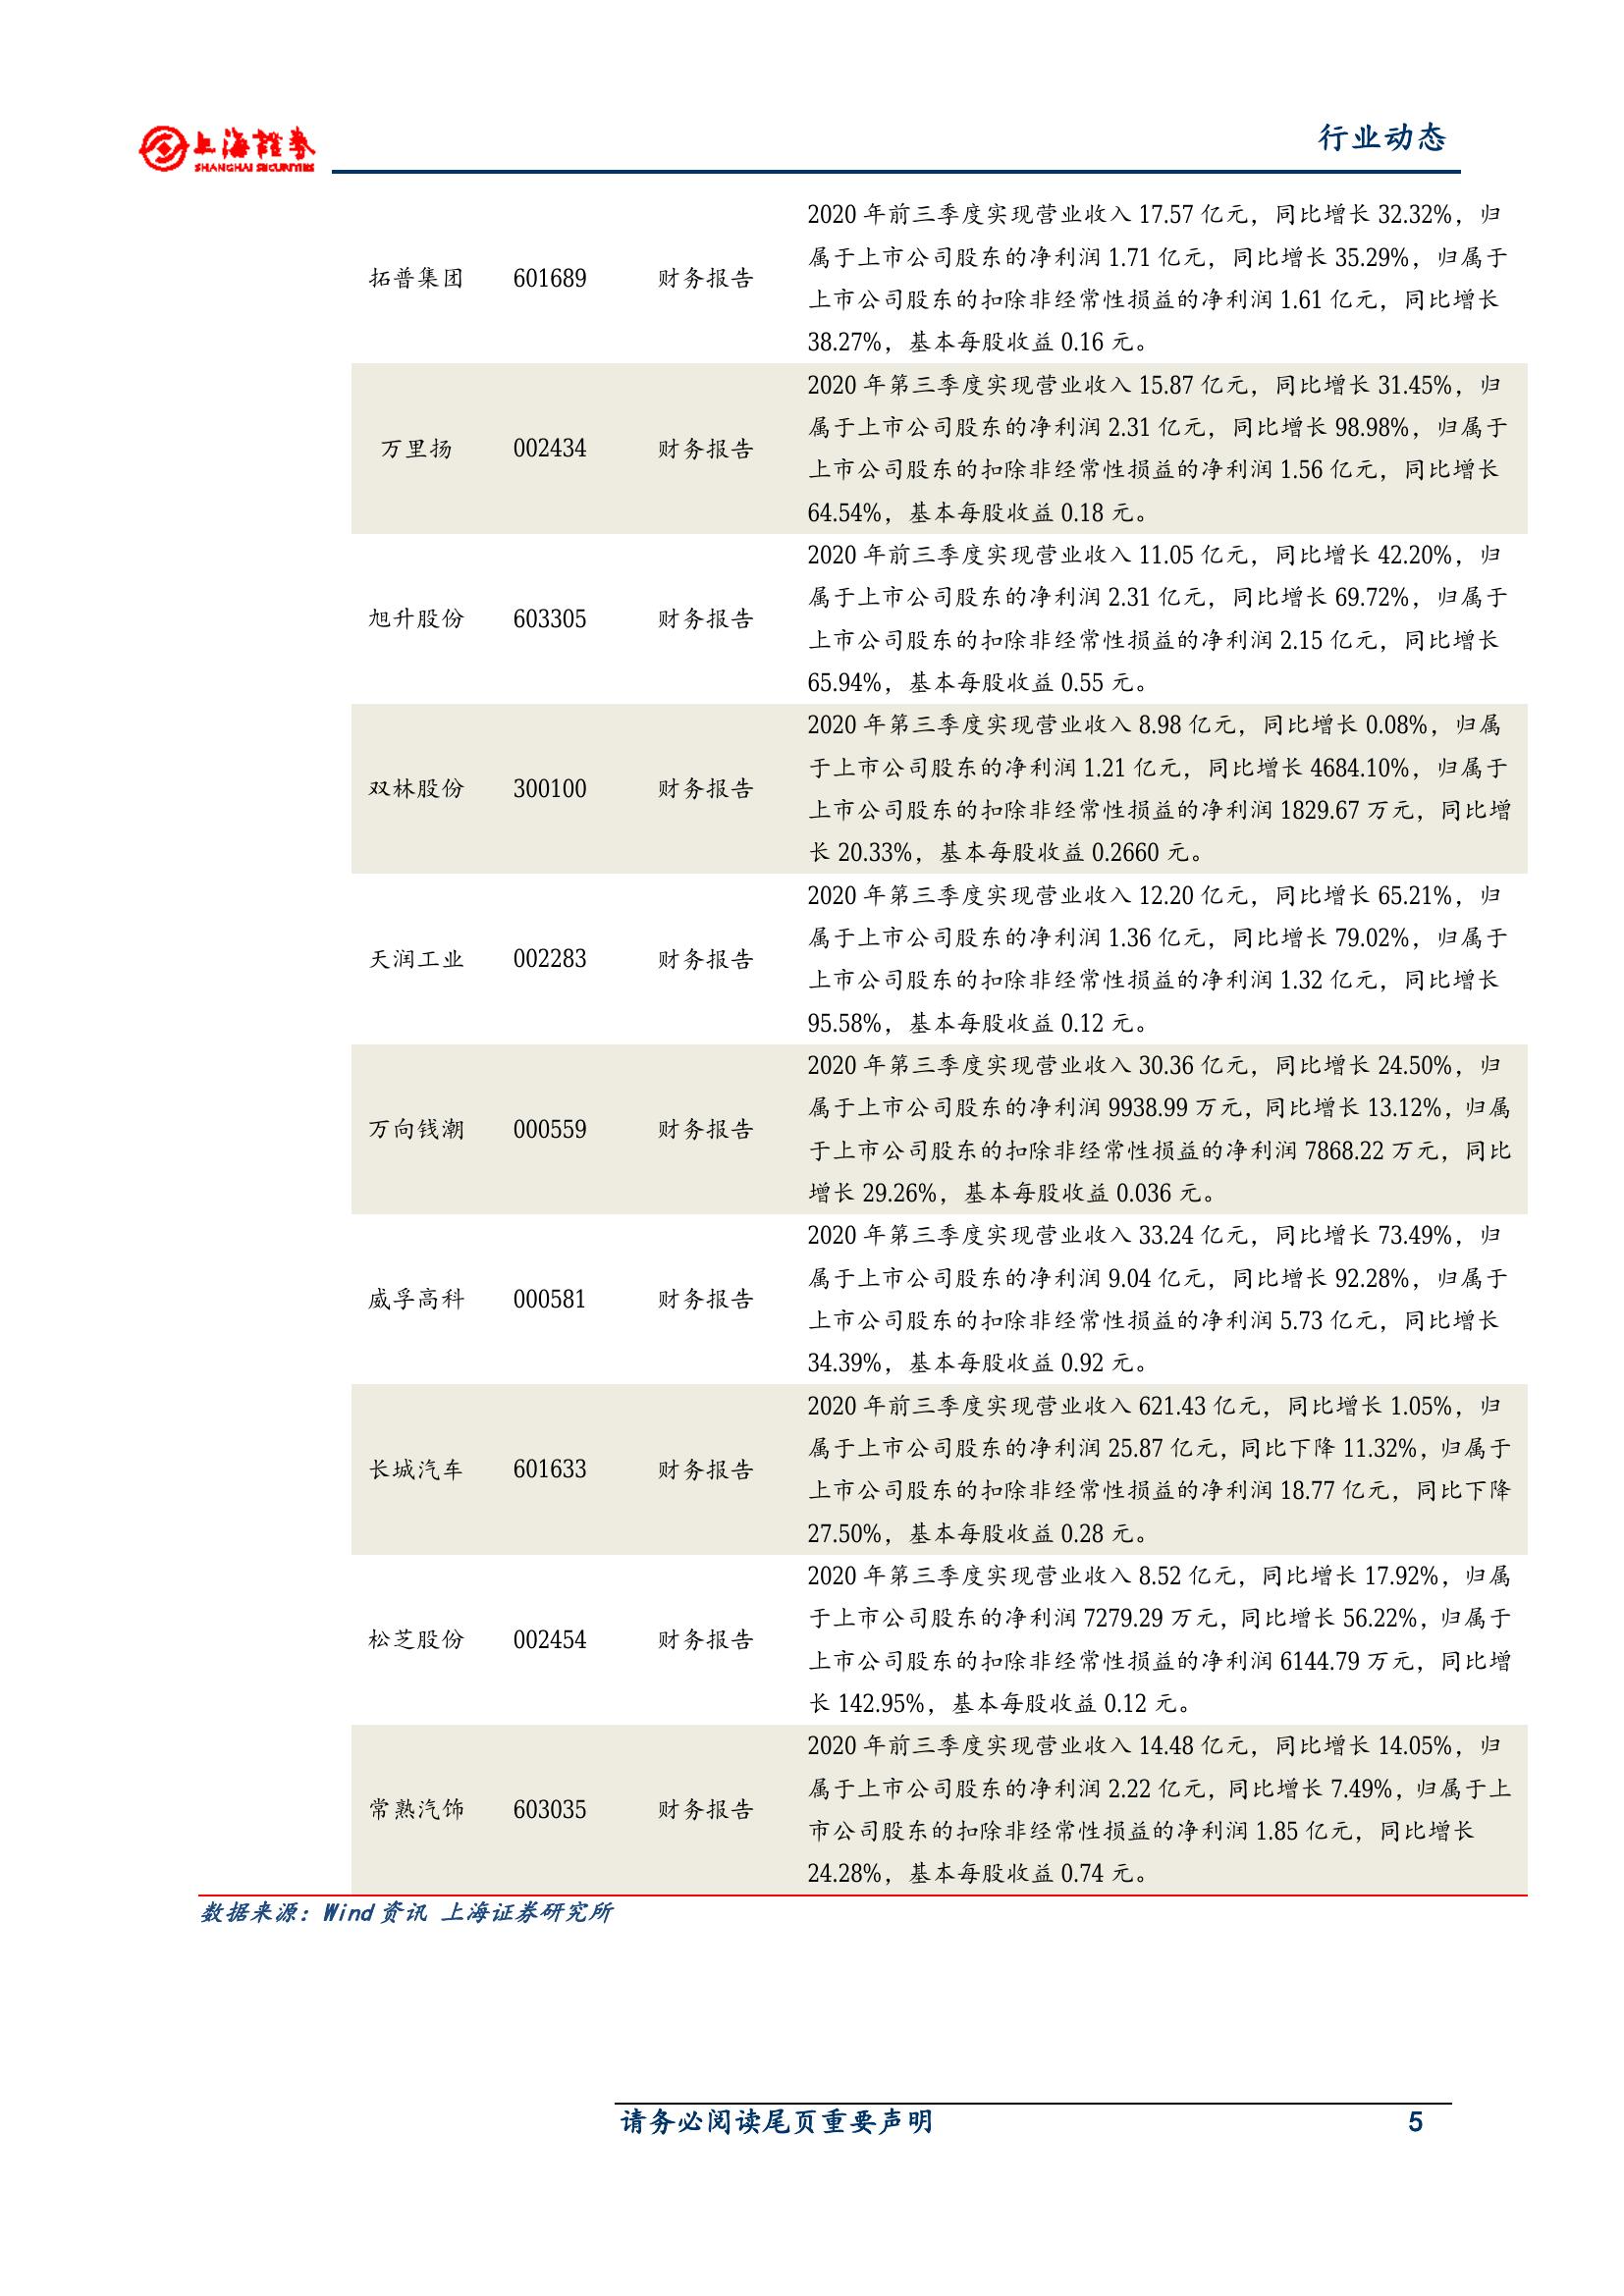 上海證券
SHANGHAI SECURITIES
行业动态
2020 年前三季度实现营业收入 17.57 亿元，同比增长 32.32%，归
属于上市公司股东的净利润 1.71 亿元，同比增长 35.29%，归属于
拓普集团 601689 财务报告
上市公司股东的扣除非经常性损益的净利润 1.61 亿元，同比增长
38.27%，基本每股收益 0.16 元。
2020 年第三季度实现营业收入 15.87 亿元，同比增长 31.45%，归
属于上市公司股东的净利润 2.31 亿元，同比增长 98.98%，归属于
万里扬 002434 财务报告
上市公司股东的扣除非经常性损益的净利润 1.56 亿元，同比增长
64.54%，基本每股收益 0.18 元。
2020 年前三季度实现营业收入 11.05 亿元，同比增长 42.20%，归
属于上市公司股东的净利润 2.31 亿元，同比增长 69.72%，归属于
旭升股份 603305 财务报告
上市公司股东的扣除非经常性损益的净利润 2.15 亿元，同比增长
65.94%，基本每股收益 0.55 元。
2020 年第三季度实现营业收入 8.98 亿元，同比增长 0.08%，归属
于上市公司股东的净利润 1.21 亿元，同比增长 4684.10%，归属于
双林股份 300100 财务报告
上市公司股东的扣除非经常性损益的净利润 1829.67 万元，同比增
长 20.33%，基本每股收益 0.2660 元。
2020 年第三季度实现营业收入 12.20 亿元，同比增长 65.21%，归
属于上市公司股东的净利润 1.36 亿元，同比增长 79.02%，归属于
天润工业 002283 财务报告
上市公司股东的扣除非经常性损益的净利润 1.32 亿元，同比增长
95.58%，基本每股收益 0.12 元。
2020 年第三季度实现营业收入 30.36 亿元，同比增长 24.50%，归
属于上市公司股东的净利润 9938.99 万元，同比增长 13.12%，归属
万向钱潮 000559 财务报告
于上市公司股东的扣除非经常性损益的净利润 7868.22 万元，同比
增长 29.26%，基本每股收益 0.036 元。
2020 年第三季度实现营业收入 33.24 亿元，同比增长 73.49%，归
属于上市公司股东的净利润 9.04 亿元，同比增长 92.28%，归属于
威孚高科 000581 财务报告
上市公司股东的扣除非经常性损益的净利润 5.73 亿元，同比增长
34.39%，基本每股收益 0.92 元。
2020 年前三季度实现营业收入 621.43 亿元，同比增长 1.05%，归
属于上市公司股东的净利润 25.87 亿元，同比下降 11.32%，归属于
长城汽车 601633 财务报告
上市公司股东的扣除非经常性损益的净利润 18.77 亿元，同比下降
27.50%，基本每股收益 0.28 元。
2020 年第三季度实现营业收入 8.52 亿元，同比增长 17.92%，归属
于上市公司股东的净利润 7279.29 万元，同比增长 56.22%，归属于
松芝股份 002454 财务报告
上市公司股东的扣除非经常性损益的净利润 6144.79 万元，同比增
长 142.95%，基本每股收益 0.12 元。
2020 年前三季度实现营业收入 14.48 亿元，同比增长 14.05%，归
属于上市公司股东的净利润 2.22 亿元，同比增长 7.49%，归属于上
常熟汽饰 603035 财务报告
市公司股东的扣除非经常性损益的净利润 1.85 亿元，同比增长
24.28%，基本每股收益 0.74 元。
数据来源：Wind 资讯 上海证券研究所
请务必阅读尾页重要声明 5